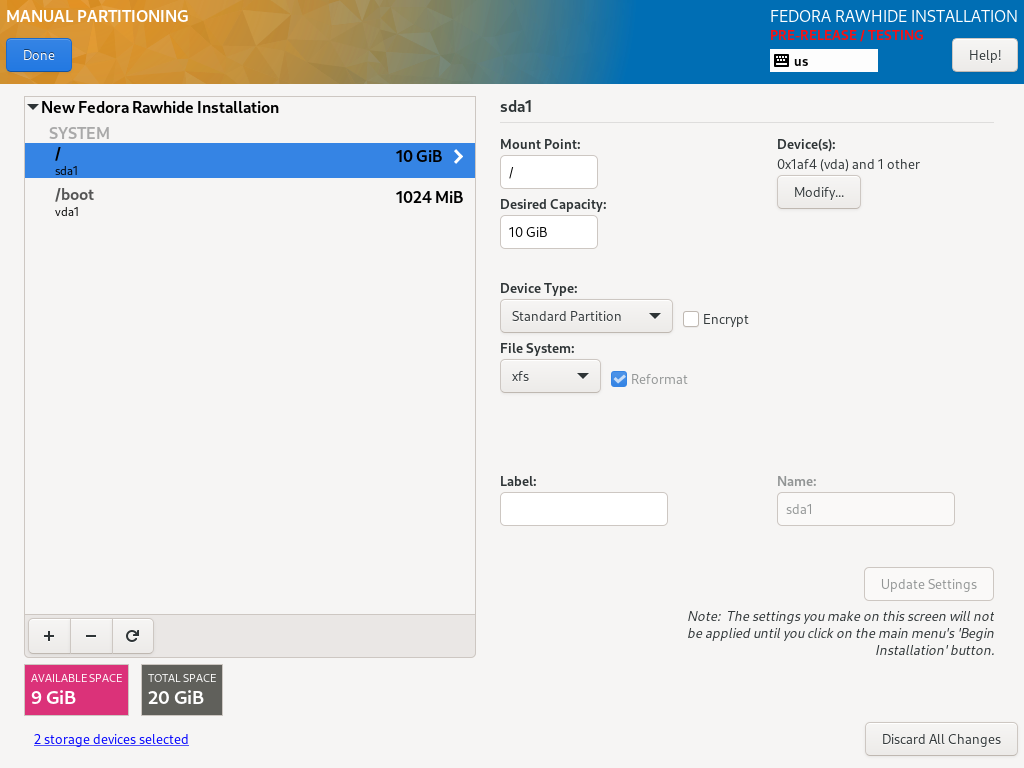 MANUAL PARTITIONING
Done
FEDORA RAWHIDE INSTALLATION
PRE-RELEASE / TESTING
us
Help!
New Fedora Rawhide Installation
SYSTEM
/
10 GiB
sda1
/boot
1024 MiB
vda1
+ −
AVAILABLE SPACE
9 GiB
TOTAL SPACE
20 GiB
2 storage devices selected
sda1
Mount Point:
/
Desired Capacity:
10 GiB
Device(s):
0x1af4 (vda) and 1 other
Modify...
Device Type:
Standard Partition
Encrypt
File System:
xfs
Reformat
Label:
Name:
sda1
Update Settings
Note: The settings you make on this screen will not
be applied until you click on the main menu's 'Begin
Installation' button.
Discard All Changes